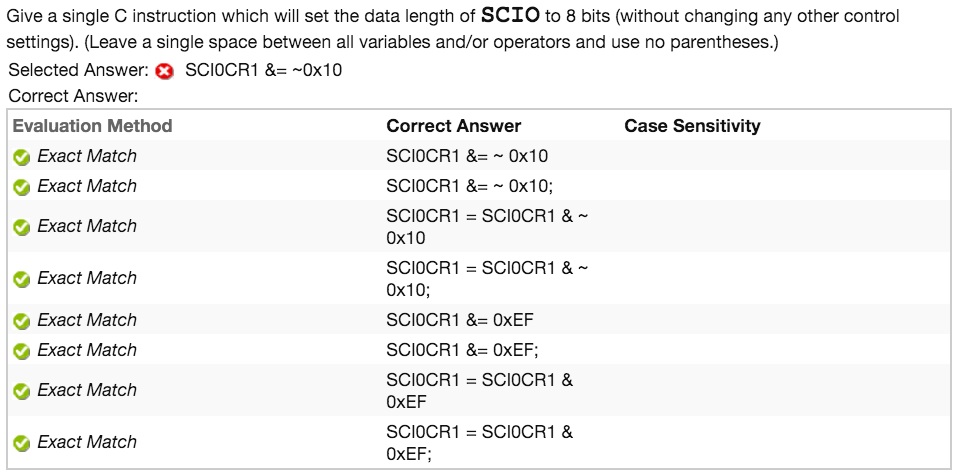 Give a single C instruction which will set the data length of SCIO to 8 bits (without changing any other control
settings). (Leave a single space between all variables and/or operators and use no parentheses.)
Selected Answer: SCI0CR1 &= ~0x10
Correct Answer:
Evaluation Method Correct Answer Case Sensitivity
Exact Match SCI0CR1 &= ~ 0x10
Exact Match SCI0CR1 &= ~ 0x10;
Exact Match SCI0CR1 = SCI0CR1 & ~
0x10
Exact Match SCI0CR1 = SCI0CR1 & ~
0x10;
Exact Match SCI0CR1 &= 0xEF
Exact Match SCI0CR1 &= 0xEF;
Exact Match SCI0CR1 = SCI0CR1 &
0xEF
Exact Match SCI0CR1 = SCI0CR1 &
0xEF;